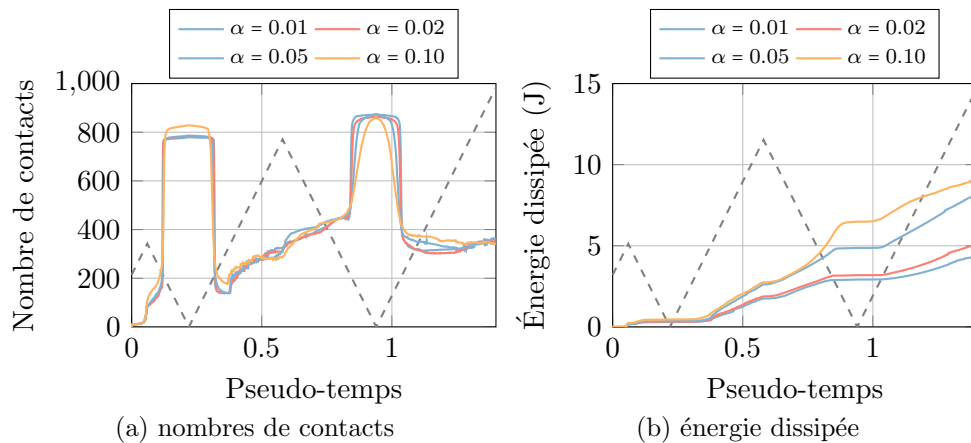 α = 0.01 α = 0.02
α = 0.05 α = 0.10
Nombre de contacts
1,000
800
600
400
200
0
0 0.5 1
Pseudo-temps
(a) nombres de contacts
α = 0.01 α = 0.02
α = 0.05 α = 0.10
Énergie dissipée (J)
15
10
5
0
0 0.5 1
Pseudo-temps
(b) énergie dissipée